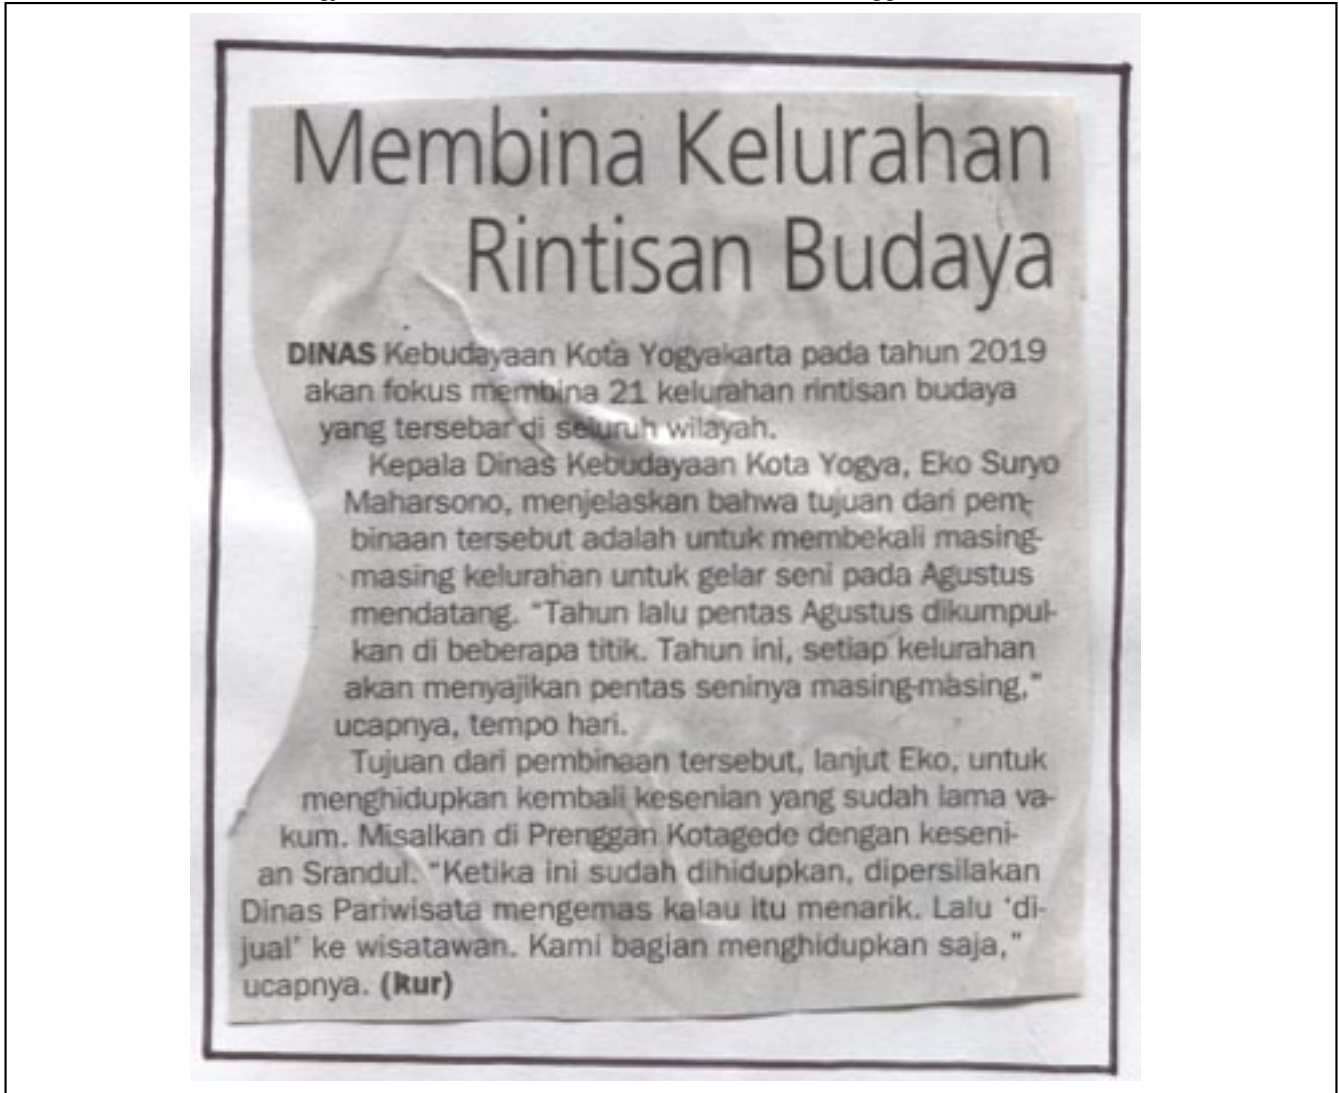 Membina Kelurahan
Rintisan Budaya
DINAS Kebudayaan Kota Yogyakarta pada tahun 2019
akan fokus membina 21 kelurahan rintisan budaya
yang tersebar di seluruh wilayah.
Kepala Dinas Kebudayaan Kota Yogya, Eko Suryo
Maharsono, menjelaskan bahwa tujuan dari pem-
binaan tersebut adalah untuk membekali masing-
masing kelurahan untuk gelar seni pada Agustus
mendatang. "Tahun lalu pentas Agustus dikumpul-
kan di beberapa titik. Tahun ini, setiap kelurahan
akan menyajikan pentas seninya masing-masing,"
ucapnya, tempo hari.
Tujuan dari pembinaan tersebut, lanjut Eko, untuk
menghidupkan kembali kesenian yang sudah lama va-
kum. Misalkan di Prenggan Kotagede dengan keseni-
an Srandul. "Ketika ini sudah dihidupkan, dipersilakan
Dinas Pariwisata mengemas kalau itu menarik. Lalu 'di-
jual' ke wisatawan. Kami bagian menghidupkan saja,"
ucapnya. (kur)